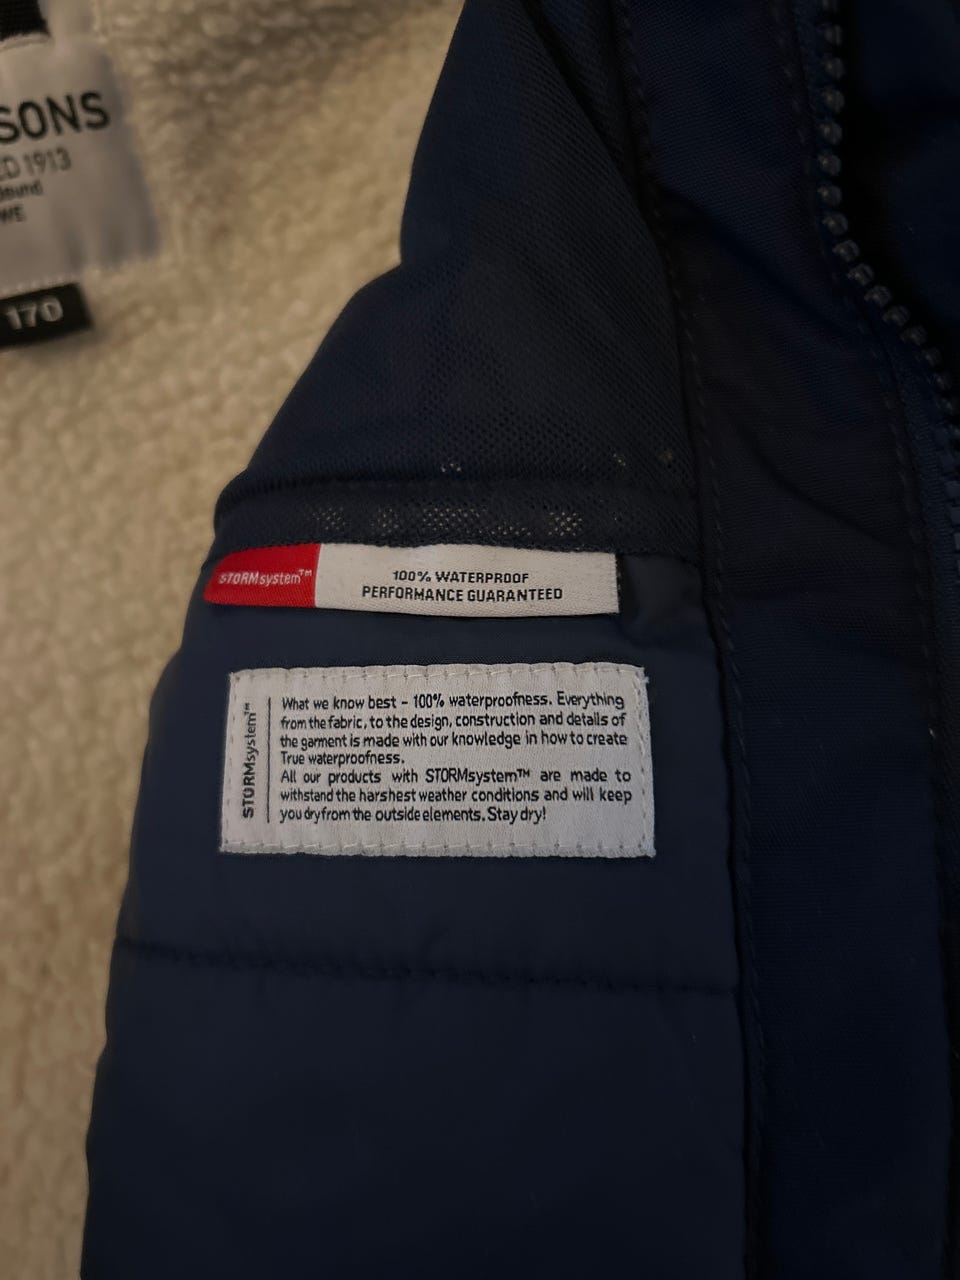 SONS
ED 1913
WE
170
STORMsystem™
100% WATERPROOF
PERFORMANCE GUARANTEED
STORMsystem™
What we know best - 100% waterproofness. Everything
from the fabric, to the design, construction and details of
the garment is made with our knowledge in how to create
True waterproofness.
All our products with STORMsystem™ are made to
withstand the harshest weather conditions and will keep
you dry from the outside elements. Stay dry!